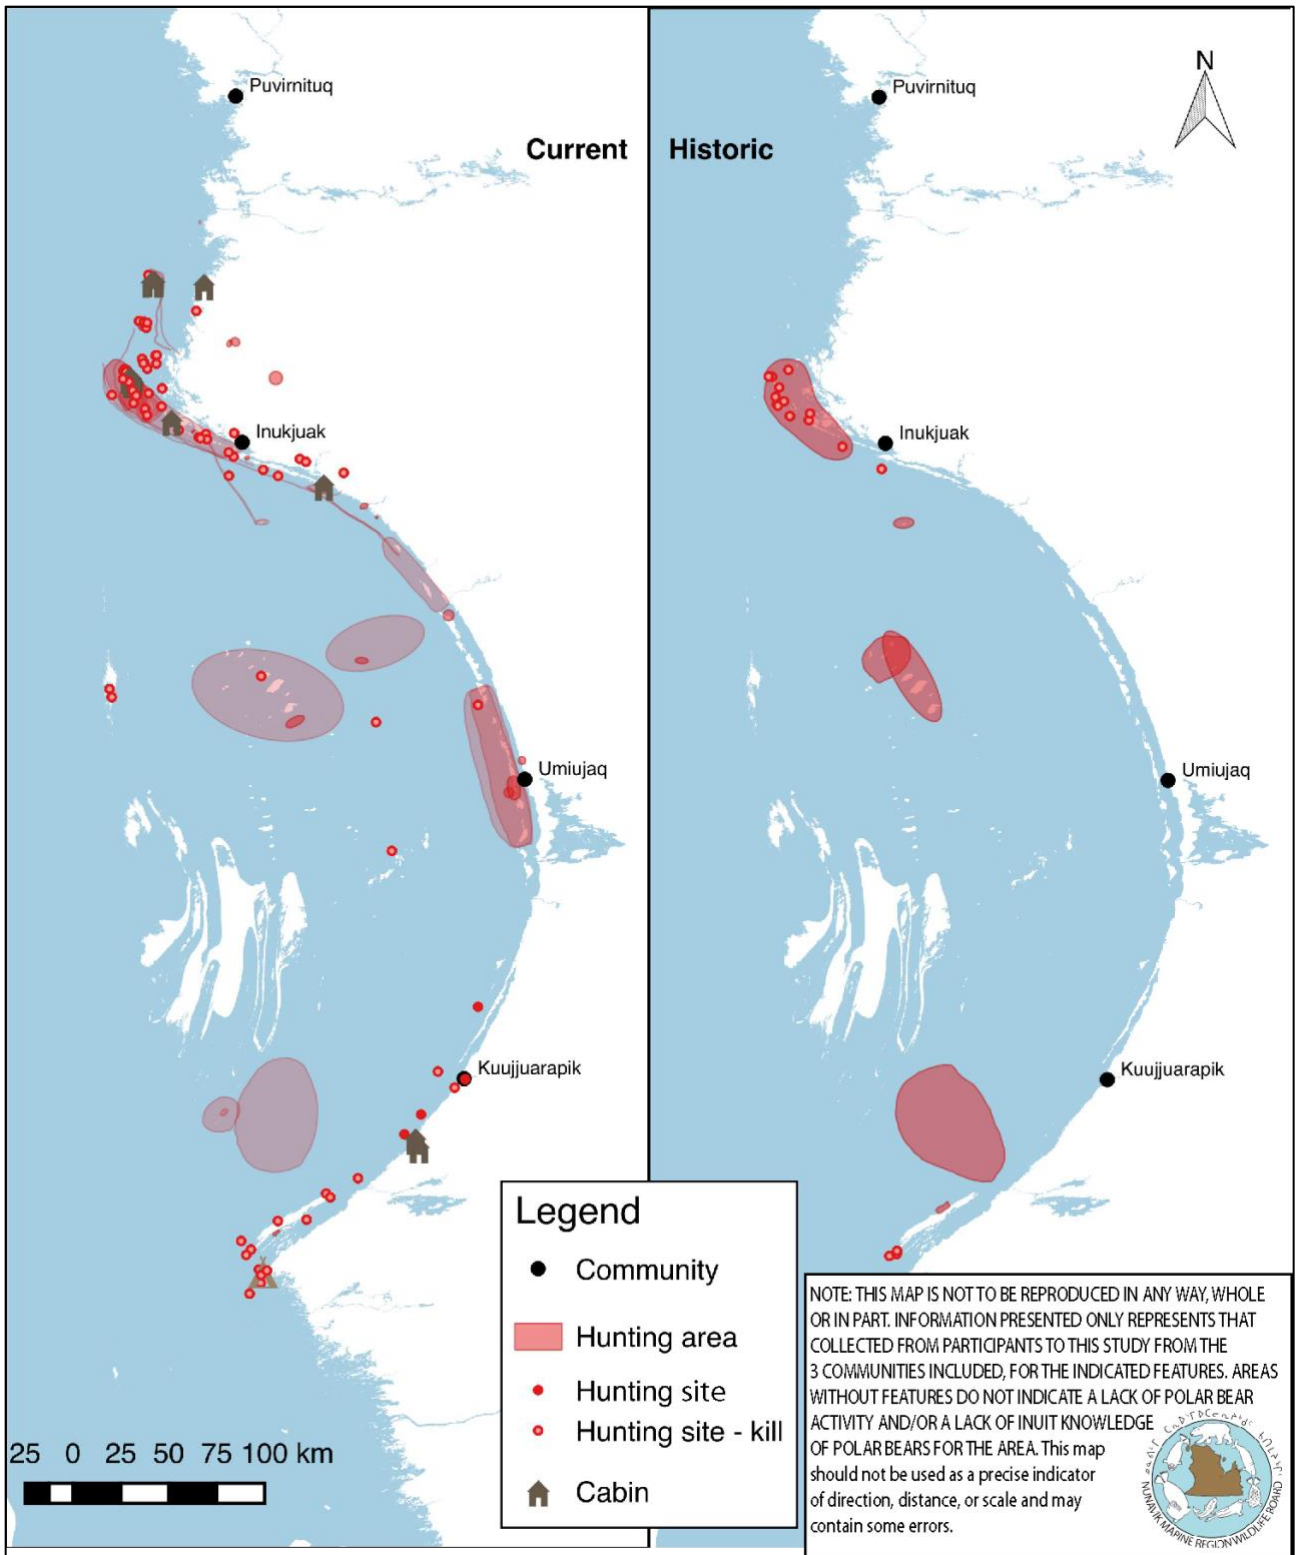 Puvirnituq
Current
Inukjuak
Umiujaq
Kuujjuarapik
Historic
N
Puvirnituq
Inukjuak
Umiujaq
Kuujjuarapik
Legend
Community
Hunting area
Hunting site
Hunting site - kill
Cabin
25 0 25 50 75 100 km
NOTE: THIS MAP IS NOT TO BE REPRODUCED IN ANY WAY, WHOLE
OR IN PART. INFORMATION PRESENTED ONLY REPRESENTS THAT
COLLECTED FROM PARTICIPANTS TO THIS STUDY FROM THE
3 COMMUNITIES INCLUDED, FOR THE INDICATED FEATURES. AREAS
WITHOUT FEATURES DO NOT INDICATE A LACK OF POLAR BEAR
ACTIVITY AND/OR A LACK OF INUIT KNOWLEDGE
OF POLAR BEARS FOR THE AREA. This map
should not be used as a precise indicator
of direction, distance, or scale and may
contain some errors.
NUNAVIK MARINE REGION WILDLIFE BOARD